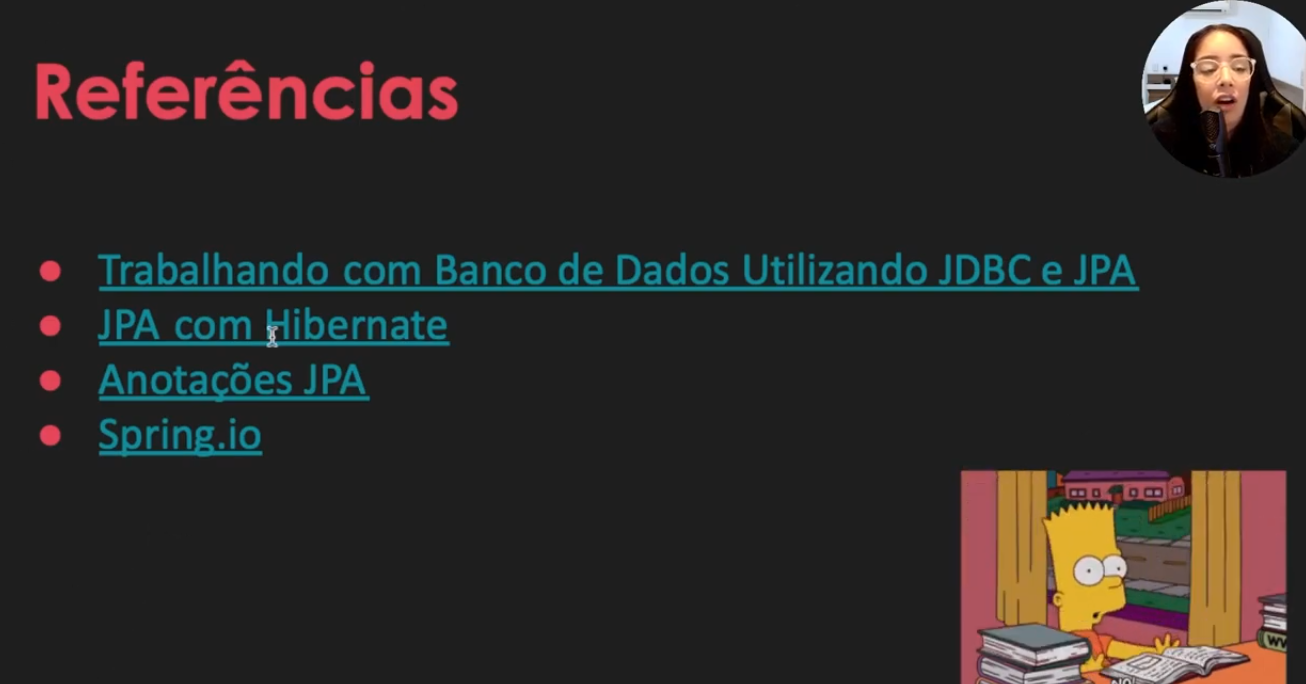 Referências
Trabalhando com Banco de Dados Utilizando JDBC e JPA
JPA com Hibernate
Anotações JPA
Spring.io